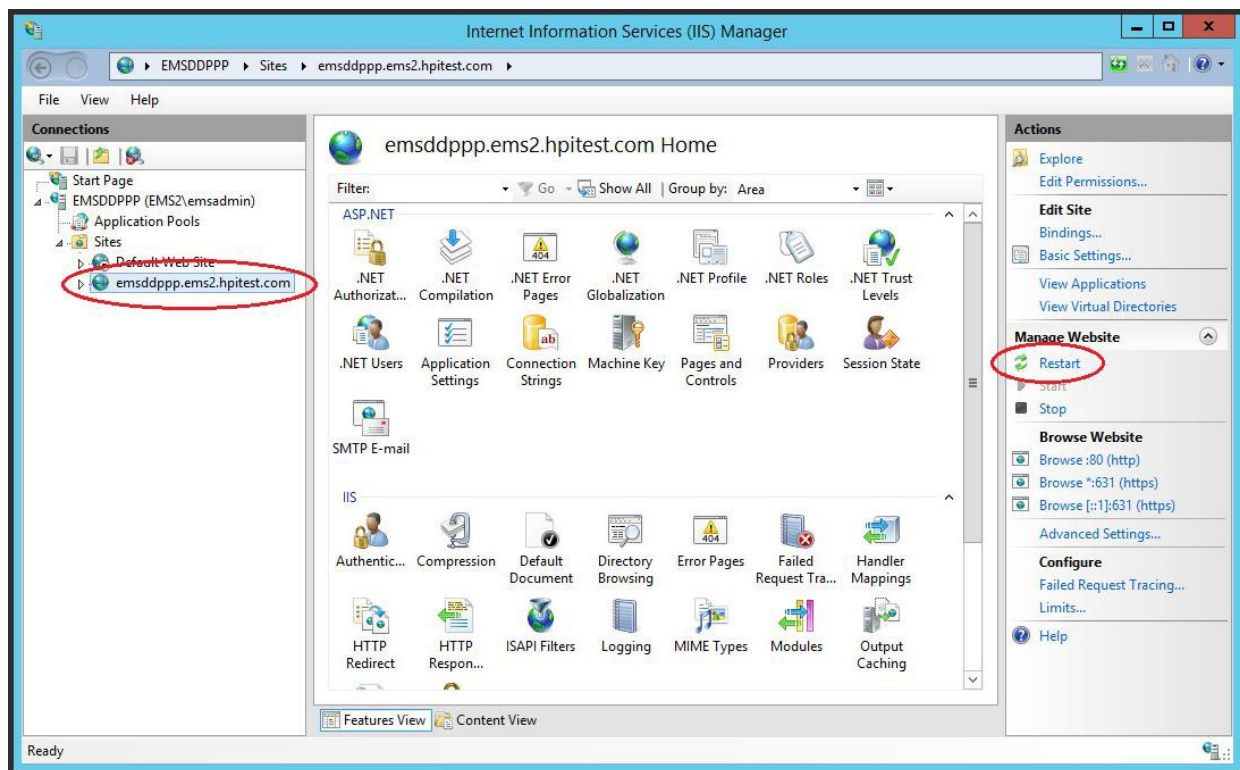 Internet Information Services (IIS) Manager
EMSDDPPP Sites emsddppp.ems2.hpitest.com
File View Help
Connections
Start Page
EMSDDPPP (EMS2\emsadmin)
Application Pools
Sites
Default Web Site
emsddppp.ems2.hpitest.com
emsddppp.ems2.hpitest.com Home
Filter: Go Show All Group by: Area
ASP.NET
.NET Authorizat...
.NET Compilation
.NET Error Pages
.NET Globalization
.NET Profile
.NET Roles
.NET Trust Levels
.NET Users
Application Settings
Connection Strings
Machine Key
Pages and Controls
Providers
Session State
SMTP E-mail
IIS
Authentic...
Compression
Default Document
Directory Browsing
Error Pages
Failed Request Tra...
Handler Mappings
HTTP Redirect
HTTP Respon...
ISAPI Filters
Logging
MIME Types
Modules
Output Caching
Features View Content View
Actions
Explore
Edit Permissions...
Edit Site
Bindings...
Basic Settings...
View Applications
View Virtual Directories
Manage Website
Restart
Start
Stop
Browse Website
Browse :80 (http)
Browse *:631 (https)
Browse [::1]:631 (https)
Advanced Settings...
Configure
Failed Request Tracing...
Limits...
Help
Ready